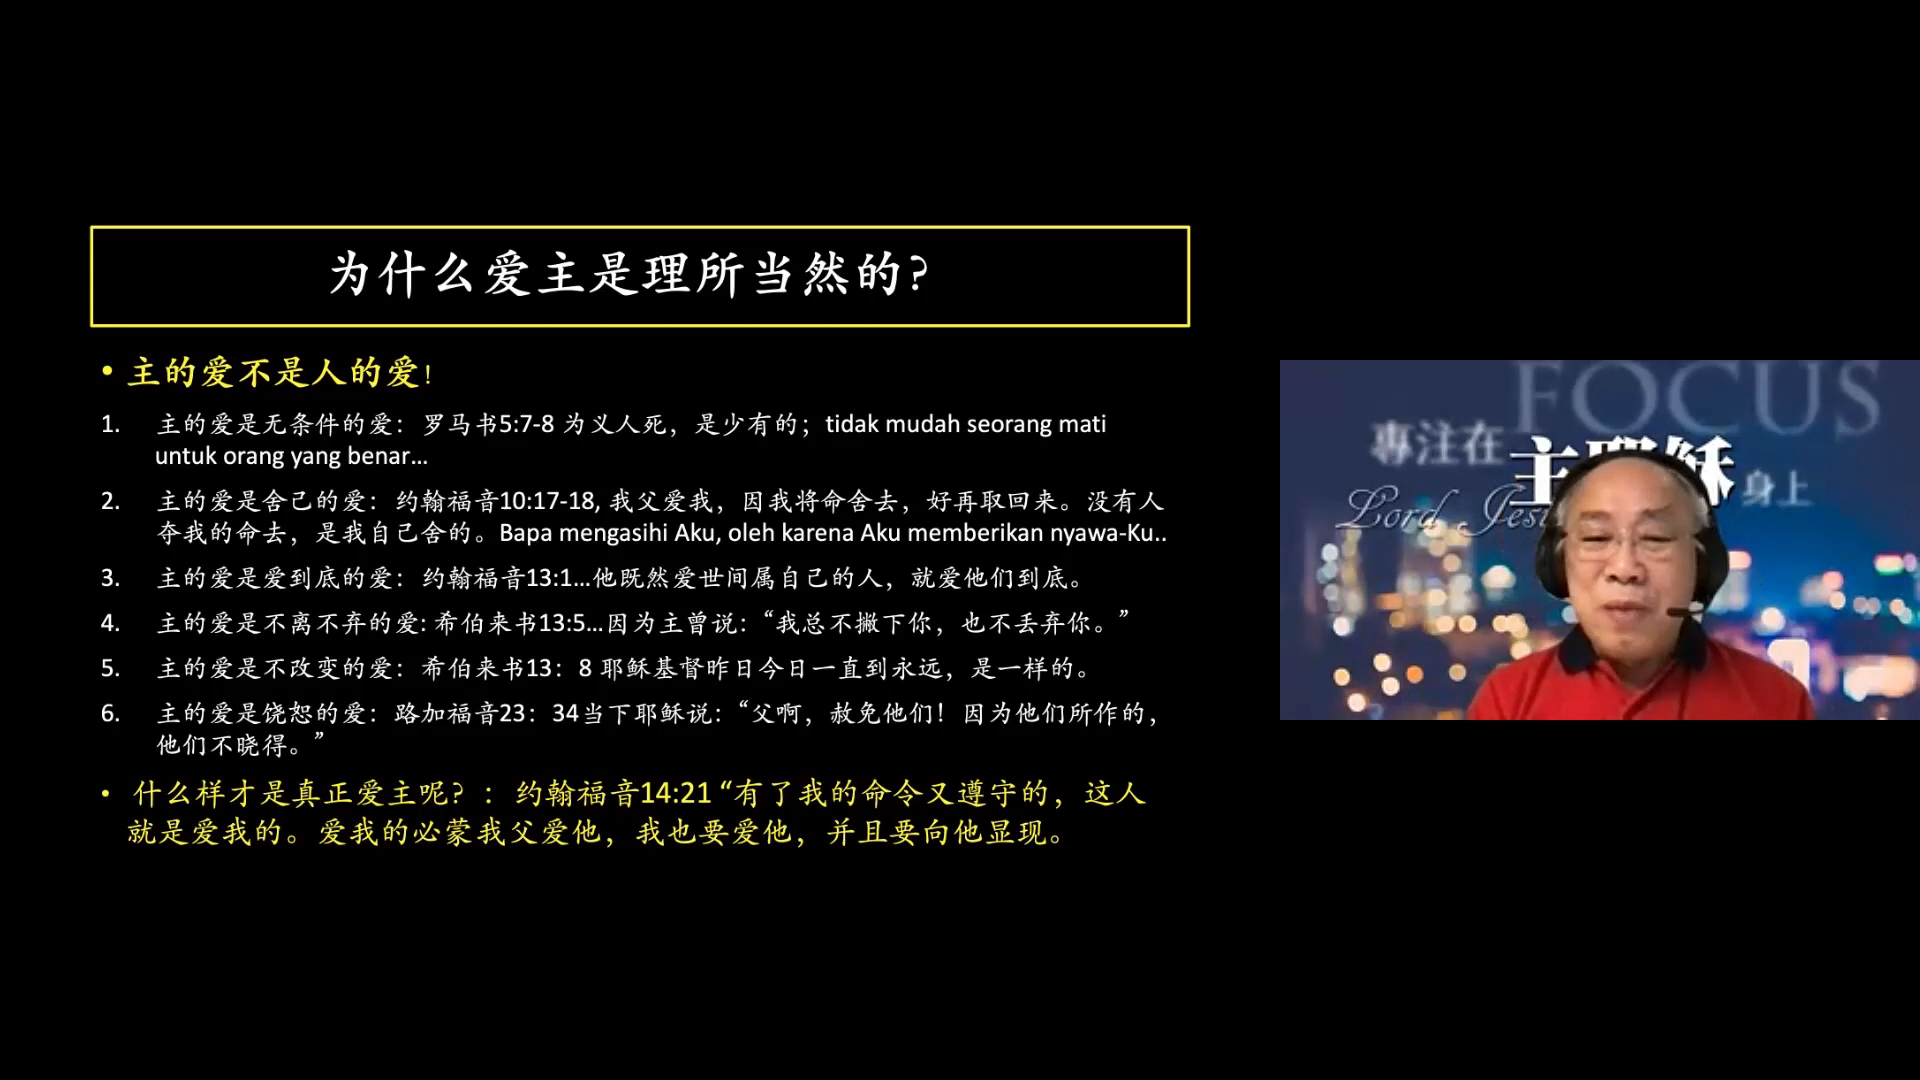 为什么爱主是理所当然的?
• 主的爱不是人的爱!
1. 主的爱是无条件的爱：罗马书5:7-8 为义人死，是少有的；tidak mudah seorang mati
untuk orang yang benar...
2. 主的爱是舍己的爱：约翰福音10:17-18, 我父爱我，因我将命舍去，好再取回来。没有人
夺我的命去，是我自己舍的。Bapa mengasihi Aku, oleh karena Aku memberikan nyawa-Ku..
3. 主的爱是爱到底的爱：约翰福音13:1...他既然爱世间属自己的人，就爱他们到底。
4. 主的爱是不离不弃的爱: 希伯来书13:5...因为主曾说：“我总不撇下你，也不丢弃你。”
5. 主的爱是不改变的爱：希伯来书13：8 耶稣基督昨日今日一直到永远，是一样的。
6. 主的爱是饶恕的爱：路加福音23：34当下耶稣说：“父啊，赦免他们！因为他们所作的，
他们不晓得。”
• 什么样才是真正爱主呢？：约翰福音14:21 “有了我的命令又遵守的，这人
就是爱我的。爱我的必蒙我父爱他，我也要爱他，并且要向他显现。
FOCUS
專注在主耶穌身上
Lord